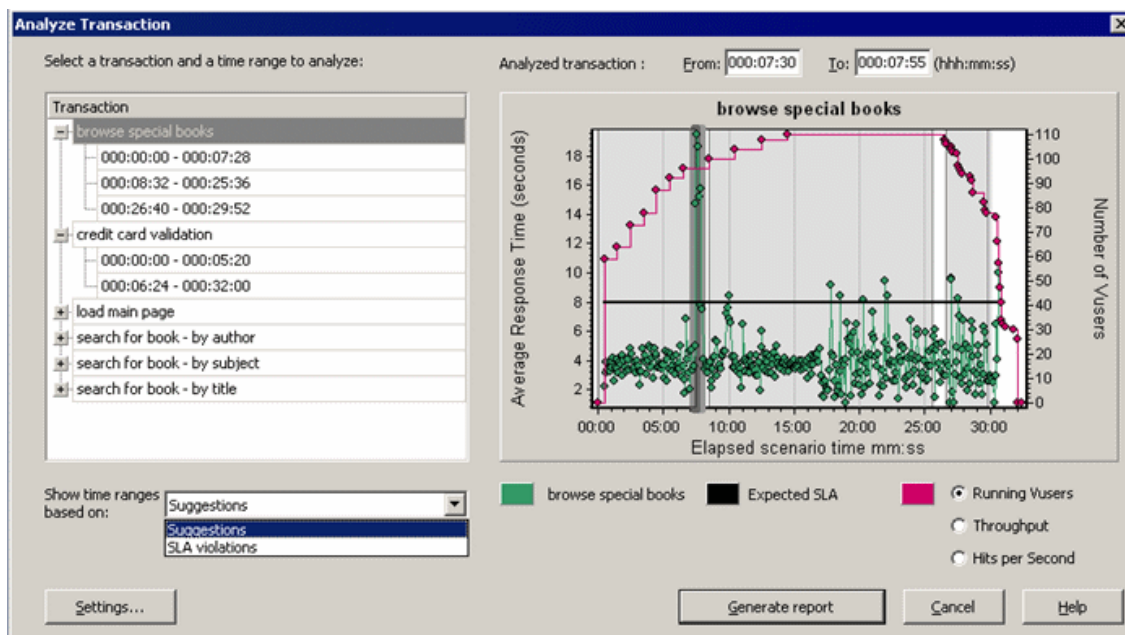 Analyze Transaction
Select a transaction and a time range to analyze:
Analyzed transaction : From: 000:07:30 To: 000:07:55 (hhh:mm:ss)
Transaction
browse special books
000:00:00 - 000:07:28
000:08:32 - 000:25:36
000:26:40 - 000:29:52
credit card validation
000:00:00 - 000:05:20
000:06:24 - 000:32:00
load main page
search for book - by author
search for book - by subject
search for book - by title
browse special books
Average Response Time (seconds)
18
16
14
12
10
8
6
4
2
110
100
90
80
70
60
50
40
30
20
10
0
Number of Vusers
00:00 05:00 10:00 15:00 20:00 25:00 30:00
Elapsed scenario time mm:ss
Show time ranges
based on:
Suggestions
Suggestions
SLA violations
browse special books Expected SLA Running Vusers
Throughput
Hits per Second
Settings... Generate report Cancel Help